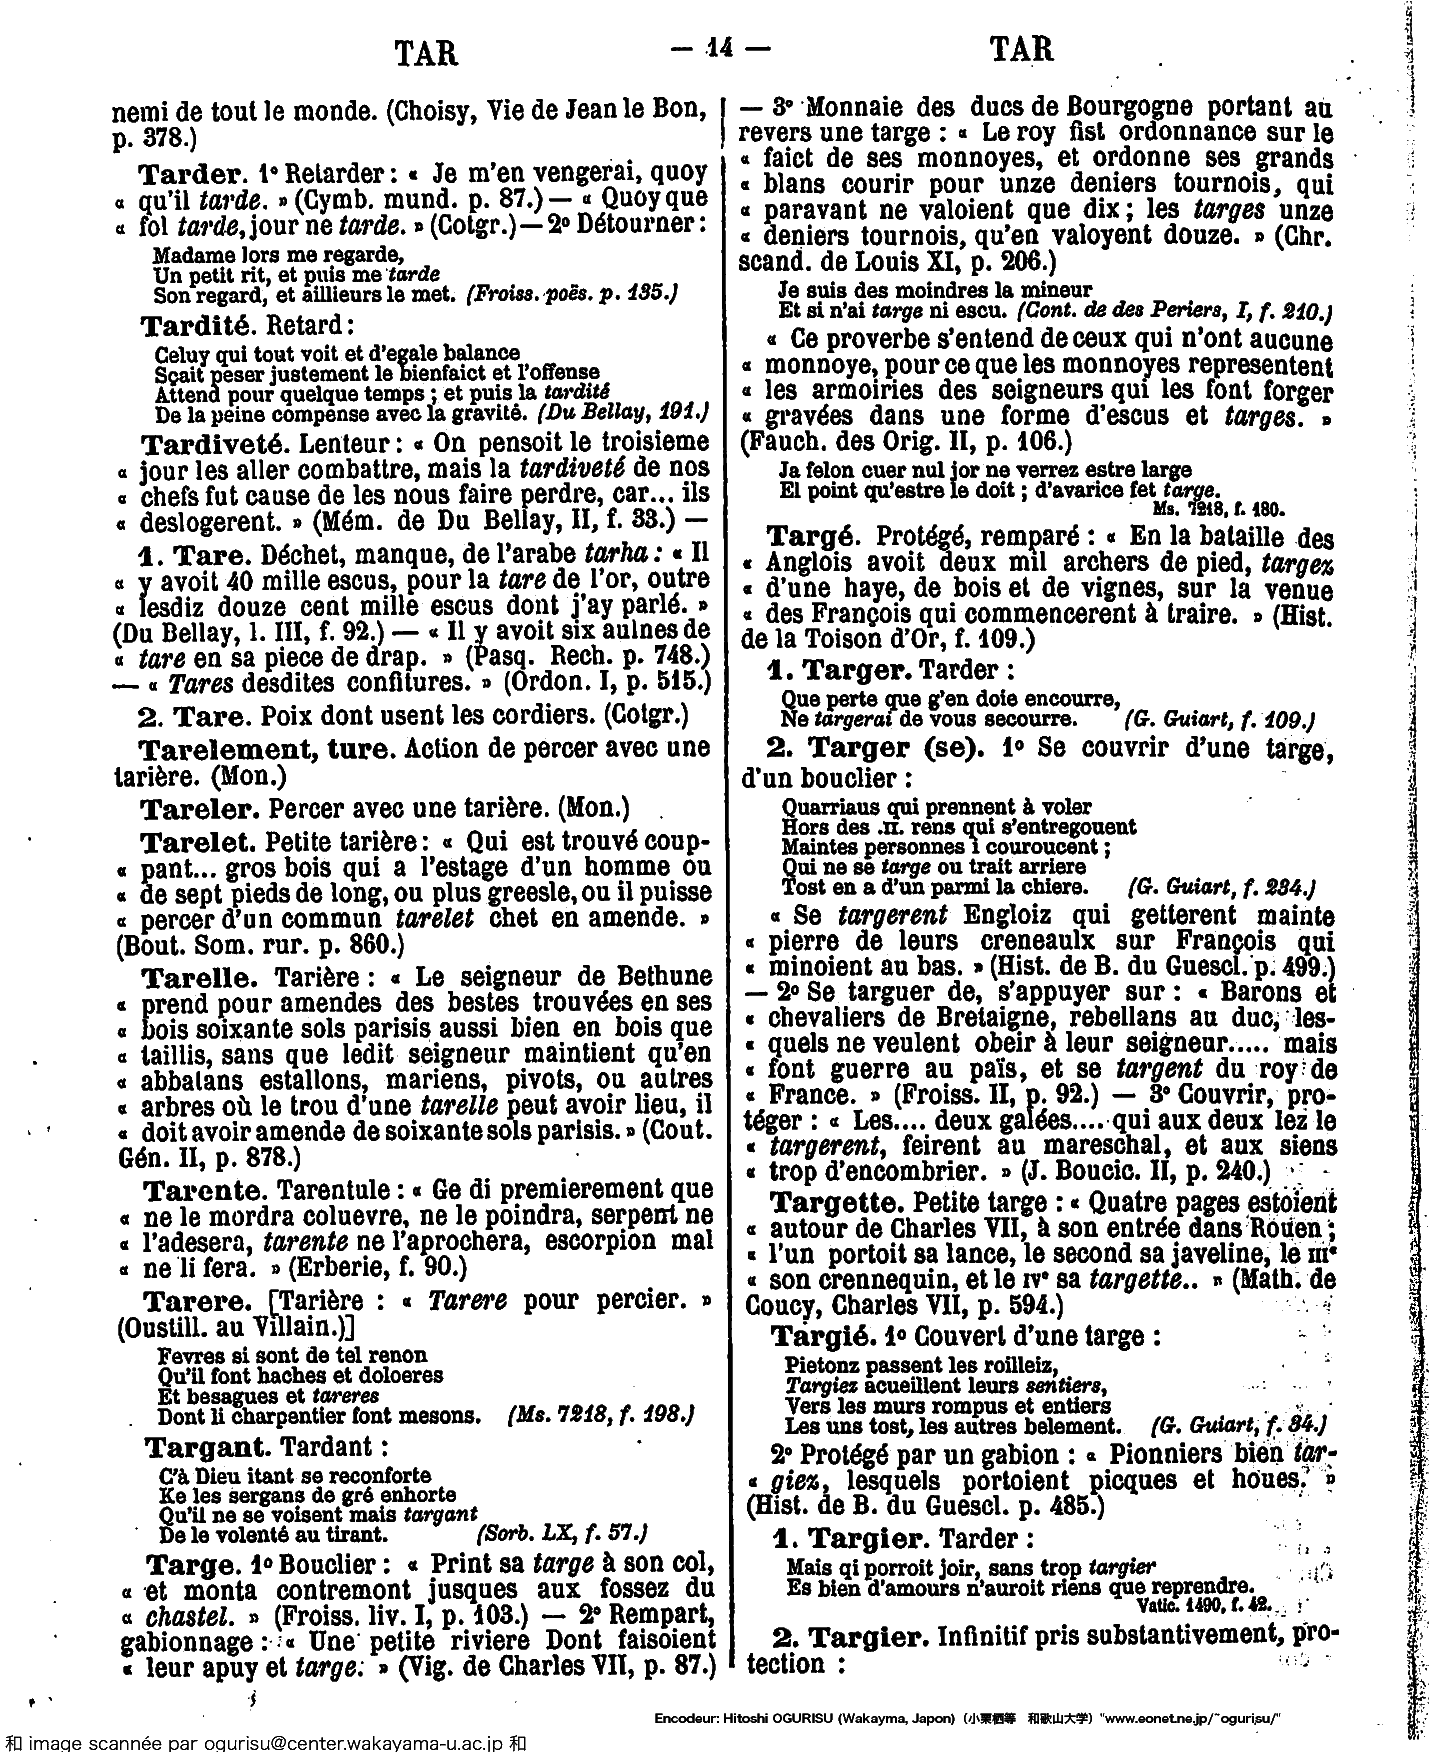 TAR
— 14 —
TAR
nemi de tout le monde. (Choisy, Vie de Jean le Bon,
p. 378.)
Tarder. 1° Retarder : « Je m'en vengerai, quoy
« qu'il tarde. » (Cymb. mund. p. 87.) — « Quoy que
« fol tarde, jour ne tarde. » (Cotgr.) — 2° Détourner :
Madame lors me regarde,
Un petit rit, et puis me tarde
Son regard, et aillieurs le met. (Froiss. poës. p. 135.)
Tardité. Retard :
Celuy qui tout voit et d'egale balance
Sçait peser justement le bienfaict et l'offense
Attend pour quelque temps ; et puis la tardité
De la peine compense avec la gravité. (Du Bellay, 191.)
Tardiveté. Lenteur : « On pensoit le troisieme
« jour les aller combattre, mais la tardiveté de nos
« chefs fut cause de les nous faire perdre, car... ils
« deslogerent. » (Mém. de Du Bellay, II, f. 33.) —
1. Tare. Déchet, manque, de l'arabe tarha : « Il
« y avoit 40 mille escus, pour la tare de l'or, outre
« lesdiz douze cent mille escus dont j'ay parlé. »
(Du Bellay, l. III, f. 92.) — « Il y avoit six aulnes de
« tare en sa piece de drap. » (Pasq. Rech. p. 748.)
— « Tares desdites confitures. » (Ordon. I, p. 515.)
2. Tare. Poix dont usent les cordiers. (Cotgr.)
Tarelement, ture. Action de percer avec une
tarière. (Mon.)
Tareler. Percer avec une tarière. (Mon.)
Tarelet. Petite tarière : « Qui est trouvé coup-
« pant... gros bois qui a l'estage d'un homme ou
« de sept pieds de long, ou plus greesle, ou il puisse
« percer d'un commun tarelet chet en amende. »
(Bout. Som. rur. p. 860.)
Tarelle. Tarière : « Le seigneur de Bethune
« prend pour amendes des bestes trouvées en ses
« bois soixante sols parisis aussi bien en bois que
« taillis, sans que ledit seigneur maintient qu'en
« abbatans estallons, mariens, pivots, ou autres
« arbres où le trou d'une tarelle peut avoir lieu, il
« doit avoir amende de soixante sols parisis. » (Cout.
Gén. II, p. 878.)
Tarente. Tarentule : « Ge di premierement que
« ne le mordra coluevre, ne le poindra, serpent ne
« l'adesera, tarente ne l'aprochera, escorpion mal
« ne li fera. » (Erberie, f. 90.)
Tarere. [Tarière : « Tarere pour percier. »
(Oustill. au Villain.)]
Fevres si sont de tel renon
Qu'il font haches et doloeres
Et besagues et tareres
Dont li charpentier font mesons. (Ms. 7218, f. 198.)
Targant. Tardant :
C'à Dieu itant se reconforte
Ke les sergans de gré enhorte
Qu'il ne se voisent mais targant
De le volenté au tirant. (Sorb. LX, f. 57.)
Targe. 1° Bouclier : « Print sa targe à son col,
« et monta contremont jusques aux fossez du
« chastel. » (Froiss. liv. I, p. 103.) — 2° Rempart,
gabionnage : « Une petite riviere Dont faisoient
« leur apuy et targe. » (Vig. de Charles VII, p. 87.)
— 3° Monnaie des ducs de Bourgogne portant au
revers une targe : « Le roy fist ordonnance sur le
« faict de ses monnoyes, et ordonne ses grands
« blans courir pour unze deniers tournois, qui
« paravant ne valoient que dix ; les targes unze
« deniers tournois, qu'en valoyent douze. » (Chr.
scand. de Louis XI, p. 206.)
Je suis des moindres la mineur
Et si n'ai targe ni escu. (Cont. de des Periers, I, f. 210.)
« Ce proverbe s'entend de ceux qui n'ont aucune
« monnoye, pour ce que les monnoyes representent
« les armoiries des seigneurs qui les font forger
« gravées dans une forme d'escus et targes. »
(Fauch. des Orig. II, p. 106.)
Ja felon cuer nul jor ne verrez estre large
El point qu'estre le doit ; d'avarice fet targe.
Ms. 7218, f. 180.
Targé. Protégé, remparé : « En la bataille des
« Anglois avoit deux mil archers de pied, targez
« d'une haye, de bois et de vignes, sur la venue
« des François qui commencerent à traire. » (Hist.
de la Toison d'Or, f. 109.)
1. Targer. Tarder :
Que perte que g'en doie encourre,
Ne targerai de vous secourre. (G. Guiart, f. 109.)
2. Targer (se). 1° Se couvrir d'une targe,
d'un bouclier :
Quarriaus qui prennent à voler
Hors des .II. rens qui s'entregouent
Maintes personnes i couroucent ;
Qui ne se targe ou trait arriere
Tost en a d'un parmi la chiere. (G. Guiart, f. 234.)
« Se targerent Engloiz qui getterent mainte
« pierre de leurs creneaulx sur François qui
« minoient au bas. » (Hist. de B. du Guescl. p. 499.)
— 2° Se targuer de, s'appuyer sur : « Barons et
« chevaliers de Bretaigne, rebellans au duc, les-
« quels ne veulent obeir à leur seigneur..... mais
« font guerre au païs, et se targent du roy de
« France. » (Froiss. II, p. 92.) — 3° Couvrir, pro-
téger : « Les.... deux galées.... qui aux deux lez le
« targerent, feirent au mareschal, et aux siens
« trop d'encombrier. » (J. Boucic. II, p. 240.)
Targette. Petite targe : « Quatre pages estoient
« autour de Charles VII, à son entrée dans Rouen ;
« l'un portoit sa lance, le second sa javeline, le IIIe
« son crennequin, et le IVe sa targette.. » (Math. de
Coucy, Charles VII, p. 594.)
Targié. 1° Couvert d'une targe :
Pietonz passent les roilleiz,
Targiez acueillent leurs sentiers,
Vers les murs rompus et entiers
Les uns tost, les autres belement. (G. Guiart, f. 84.)
2° Protégé par un gabion : « Pionniers bien tar-
« giez, lesquels portoient picques et houes. »
(Hist. de B. du Guescl. p. 485.)
1. Targier. Tarder :
Mais qi porroit joir, sans trop targier
Es bien d'amours n'auroit riens que reprendre.
Vatic. 1490, f. 42.
2. Targier. Infinitif pris substantivement, pro-
tection :
Encodeur: Hitoshi OGURISU (Wakayma, Japon) (小栗栖等 和歌山大学) "www.eonet.ne.jp/~ogurisu/"
和 image scannée par ogurisu@center.wakayama-u.ac.jp 和